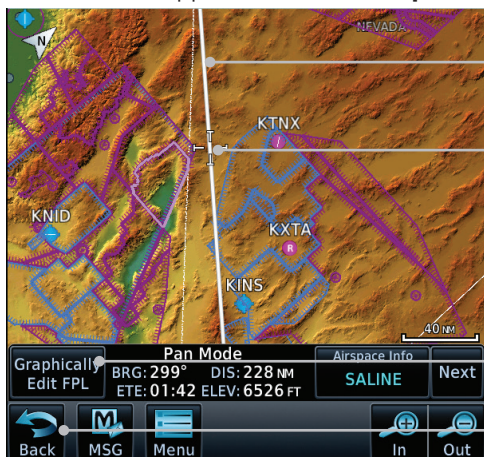 N
NEVADA
KTNX
KNID
KXTA
R
KINS
40 NM
Graphically
Edit FPL
Pan Mode
BRG: 299° DIS: 228 NM
ETE: 01:42 ELEV: 6526 FT
Airspace Info
SALINE
Next
Back
MSG
Menu
In
Out